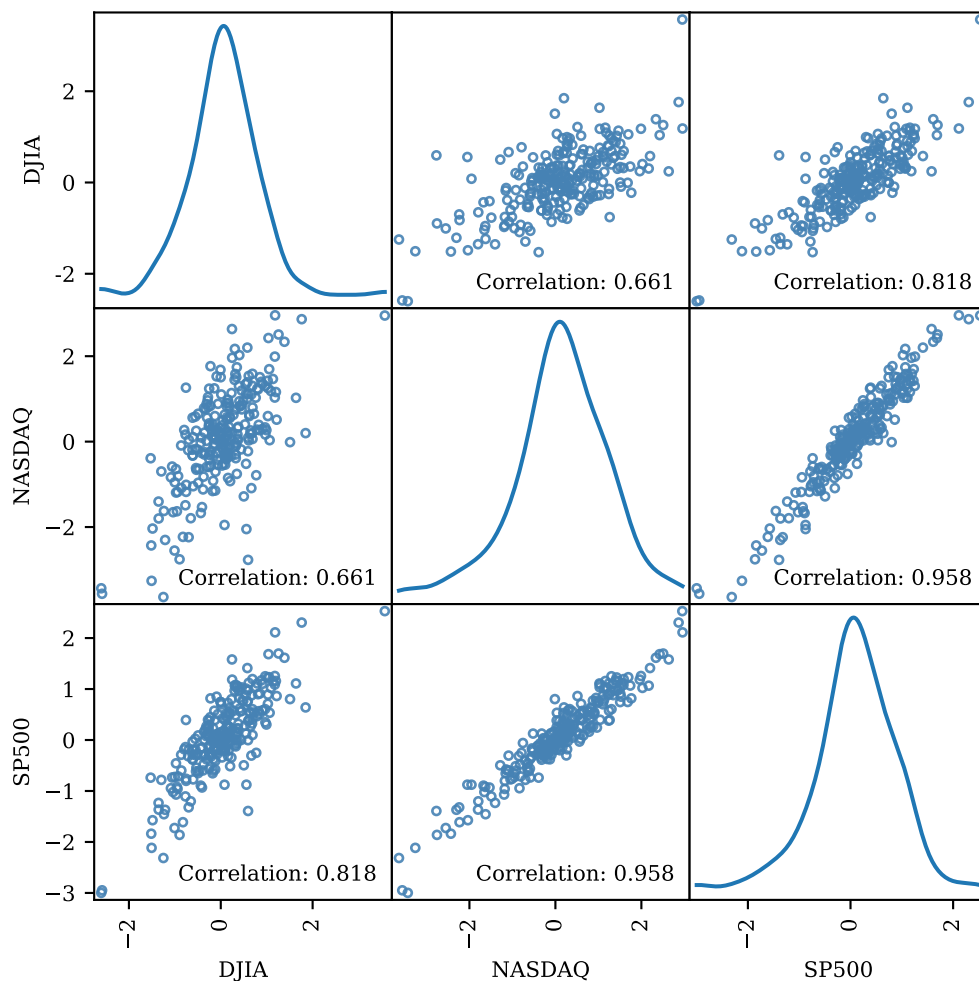 DJIA
2
0
-2
Correlation: 0.661
Correlation: 0.818
NASDAQ
2
0
−2
Correlation: 0.661
Correlation: 0.958
SP500
2
1
0
−1
−2
−3
Correlation: 0.818
Correlation: 0.958
−2 0 2
−2 0 2
−2 0 2
DJIA
NASDAQ
SP500